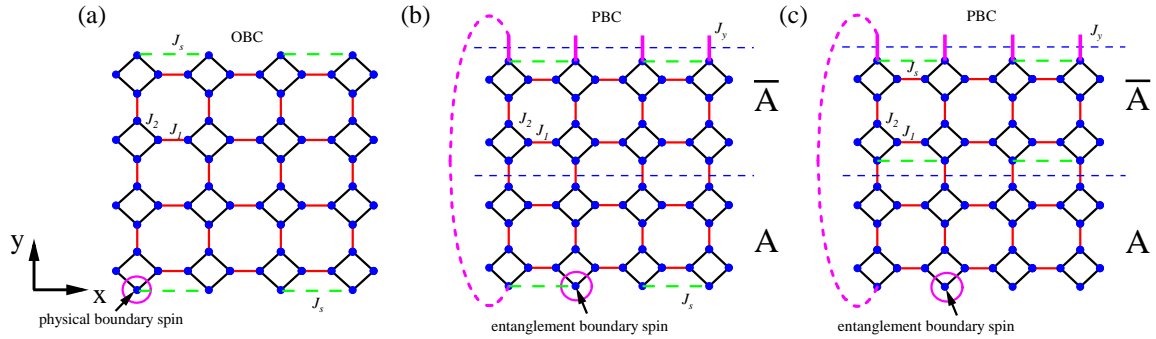 (a)
OBC
J_s
J_2
J_1
y
x
J_s
physical boundary spin
(b)
PBC
J_y
A̅
J_2
J_1
A
J_s
entanglement boundary spin
(c)
PBC
J_y
J_s
A̅
J_2
J_1
A
entanglement boundary spin